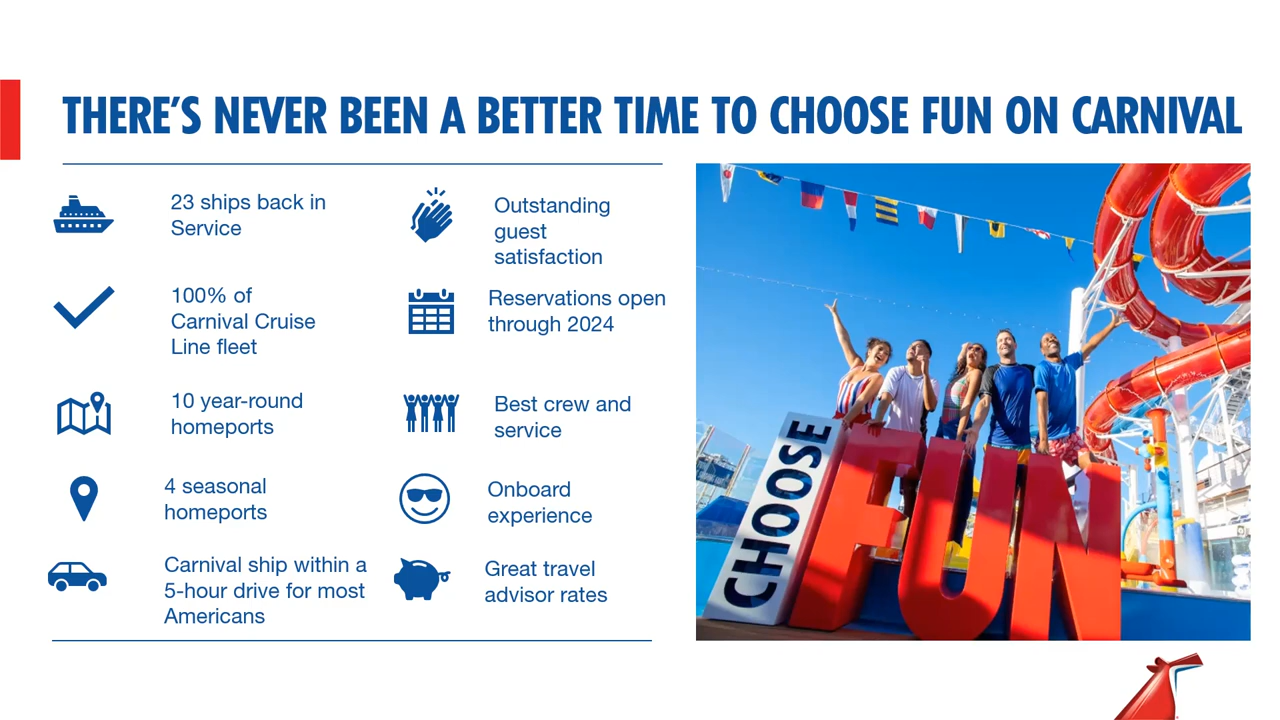 THERE'S NEVER BEEN A BETTER TIME TO CHOOSE FUN ON CARNIVAL
23 ships back in
Service
100% of
Carnival Cruise
Line fleet
10 year-round
homeports
4 seasonal
homeports
Carnival ship within a
5-hour drive for most
Americans
Outstanding
guest
satisfaction
Reservations open
through 2024
Best crew and
service
Onboard
experience
Great travel
advisor rates
CHOOSE
FUN